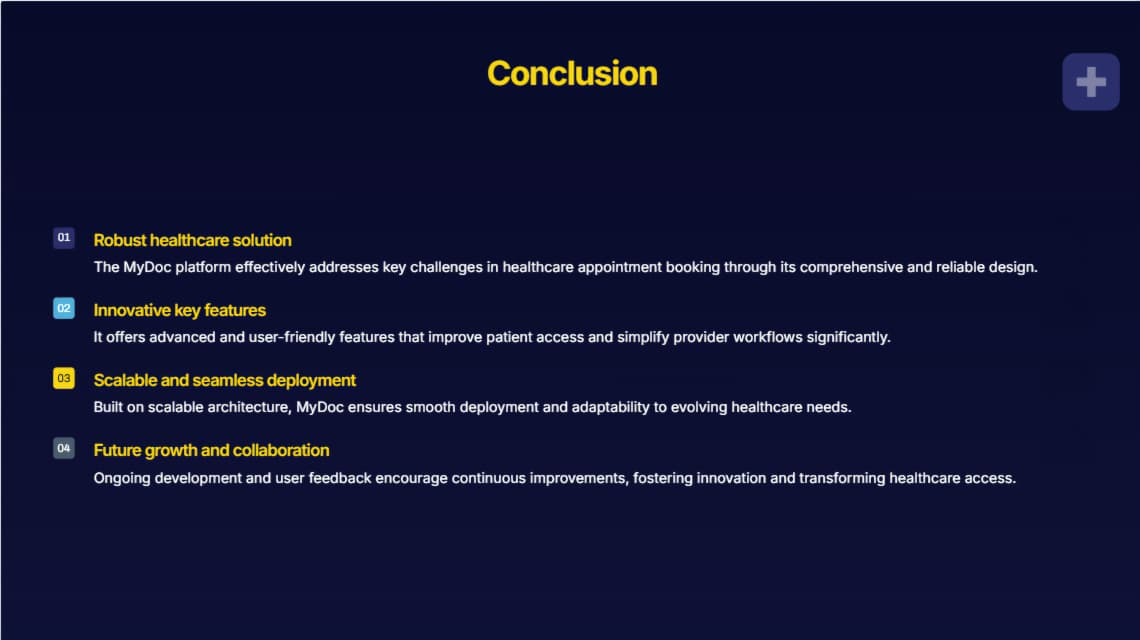 Conclusion
01
Robust healthcare solution
The MyDoc platform effectively addresses key challenges in healthcare appointment booking through its comprehensive and reliable design.
02
Innovative key features
It offers advanced and user-friendly features that improve patient access and simplify provider workflows significantly.
03
Scalable and seamless deployment
Built on scalable architecture, MyDoc ensures smooth deployment and adaptability to evolving healthcare needs.
04
Future growth and collaboration
Ongoing development and user feedback encourage continuous improvements, fostering innovation and transforming healthcare access.